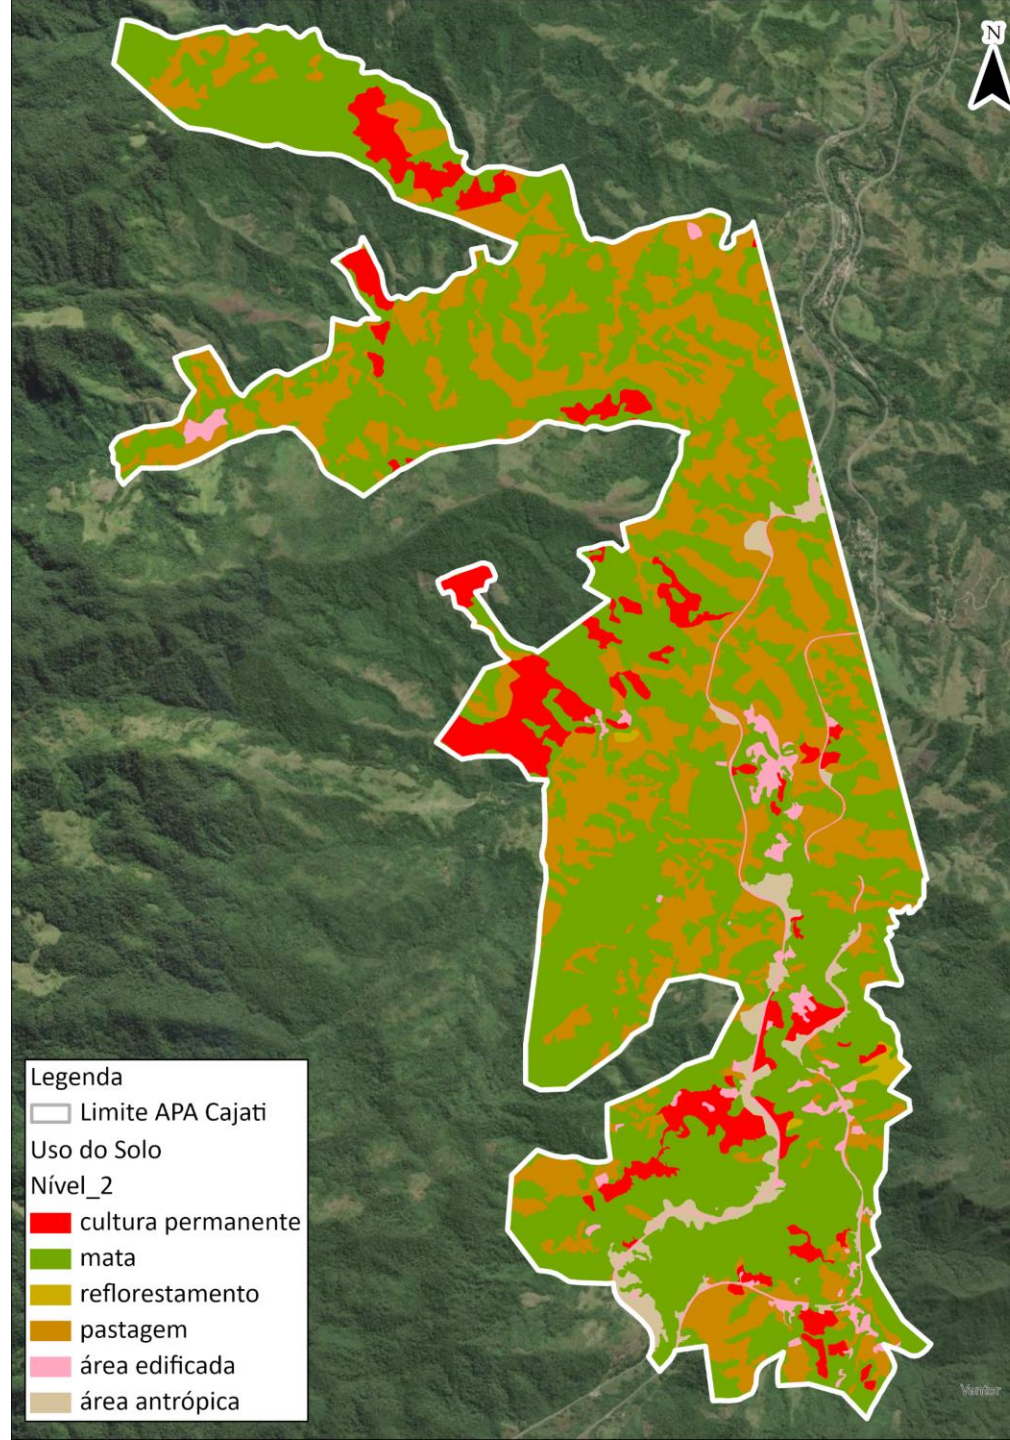 N
Legenda
Limite APA Cajati
Uso do Solo
Nível_2
cultura permanente
mata
reflorestamento
pastagem
área edificada
área antrópica
Vantor